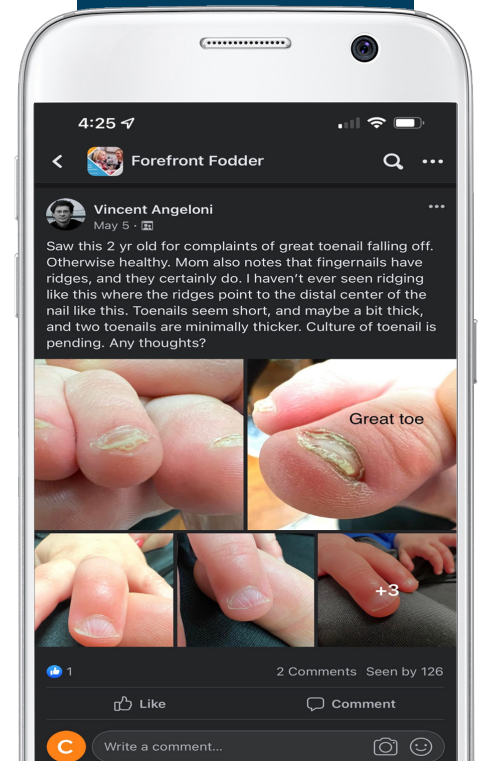 4:25
Forefront Fodder
Vincent Angeloni
May 5 ·
Saw this 2 yr old for complaints of great toenail falling off.
Otherwise healthy. Mom also notes that fingernails have
ridges, and they certainly do. I haven't ever seen ridging
like this where the ridges point to the distal center of the
nail like this. Toenails seem short, and maybe a bit thick,
and two toenails are minimally thicker. Culture of toenail is
pending. Any thoughts?
Great toe
+3
1
2 Comments Seen by 126
Like
Comment
C
Write a comment...